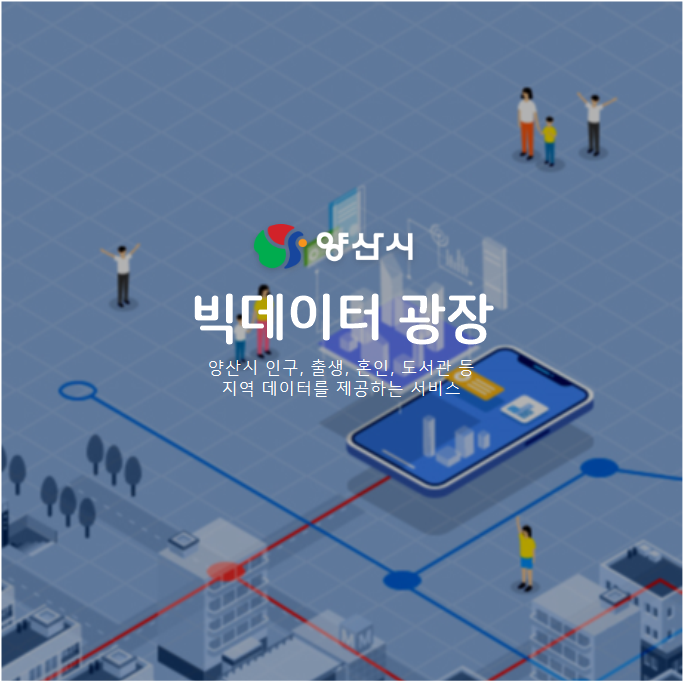 양산시
빅데이터 광장
양산시 인구, 출생, 혼인, 도서관 등
지역 데이터를 제공하는 서비스